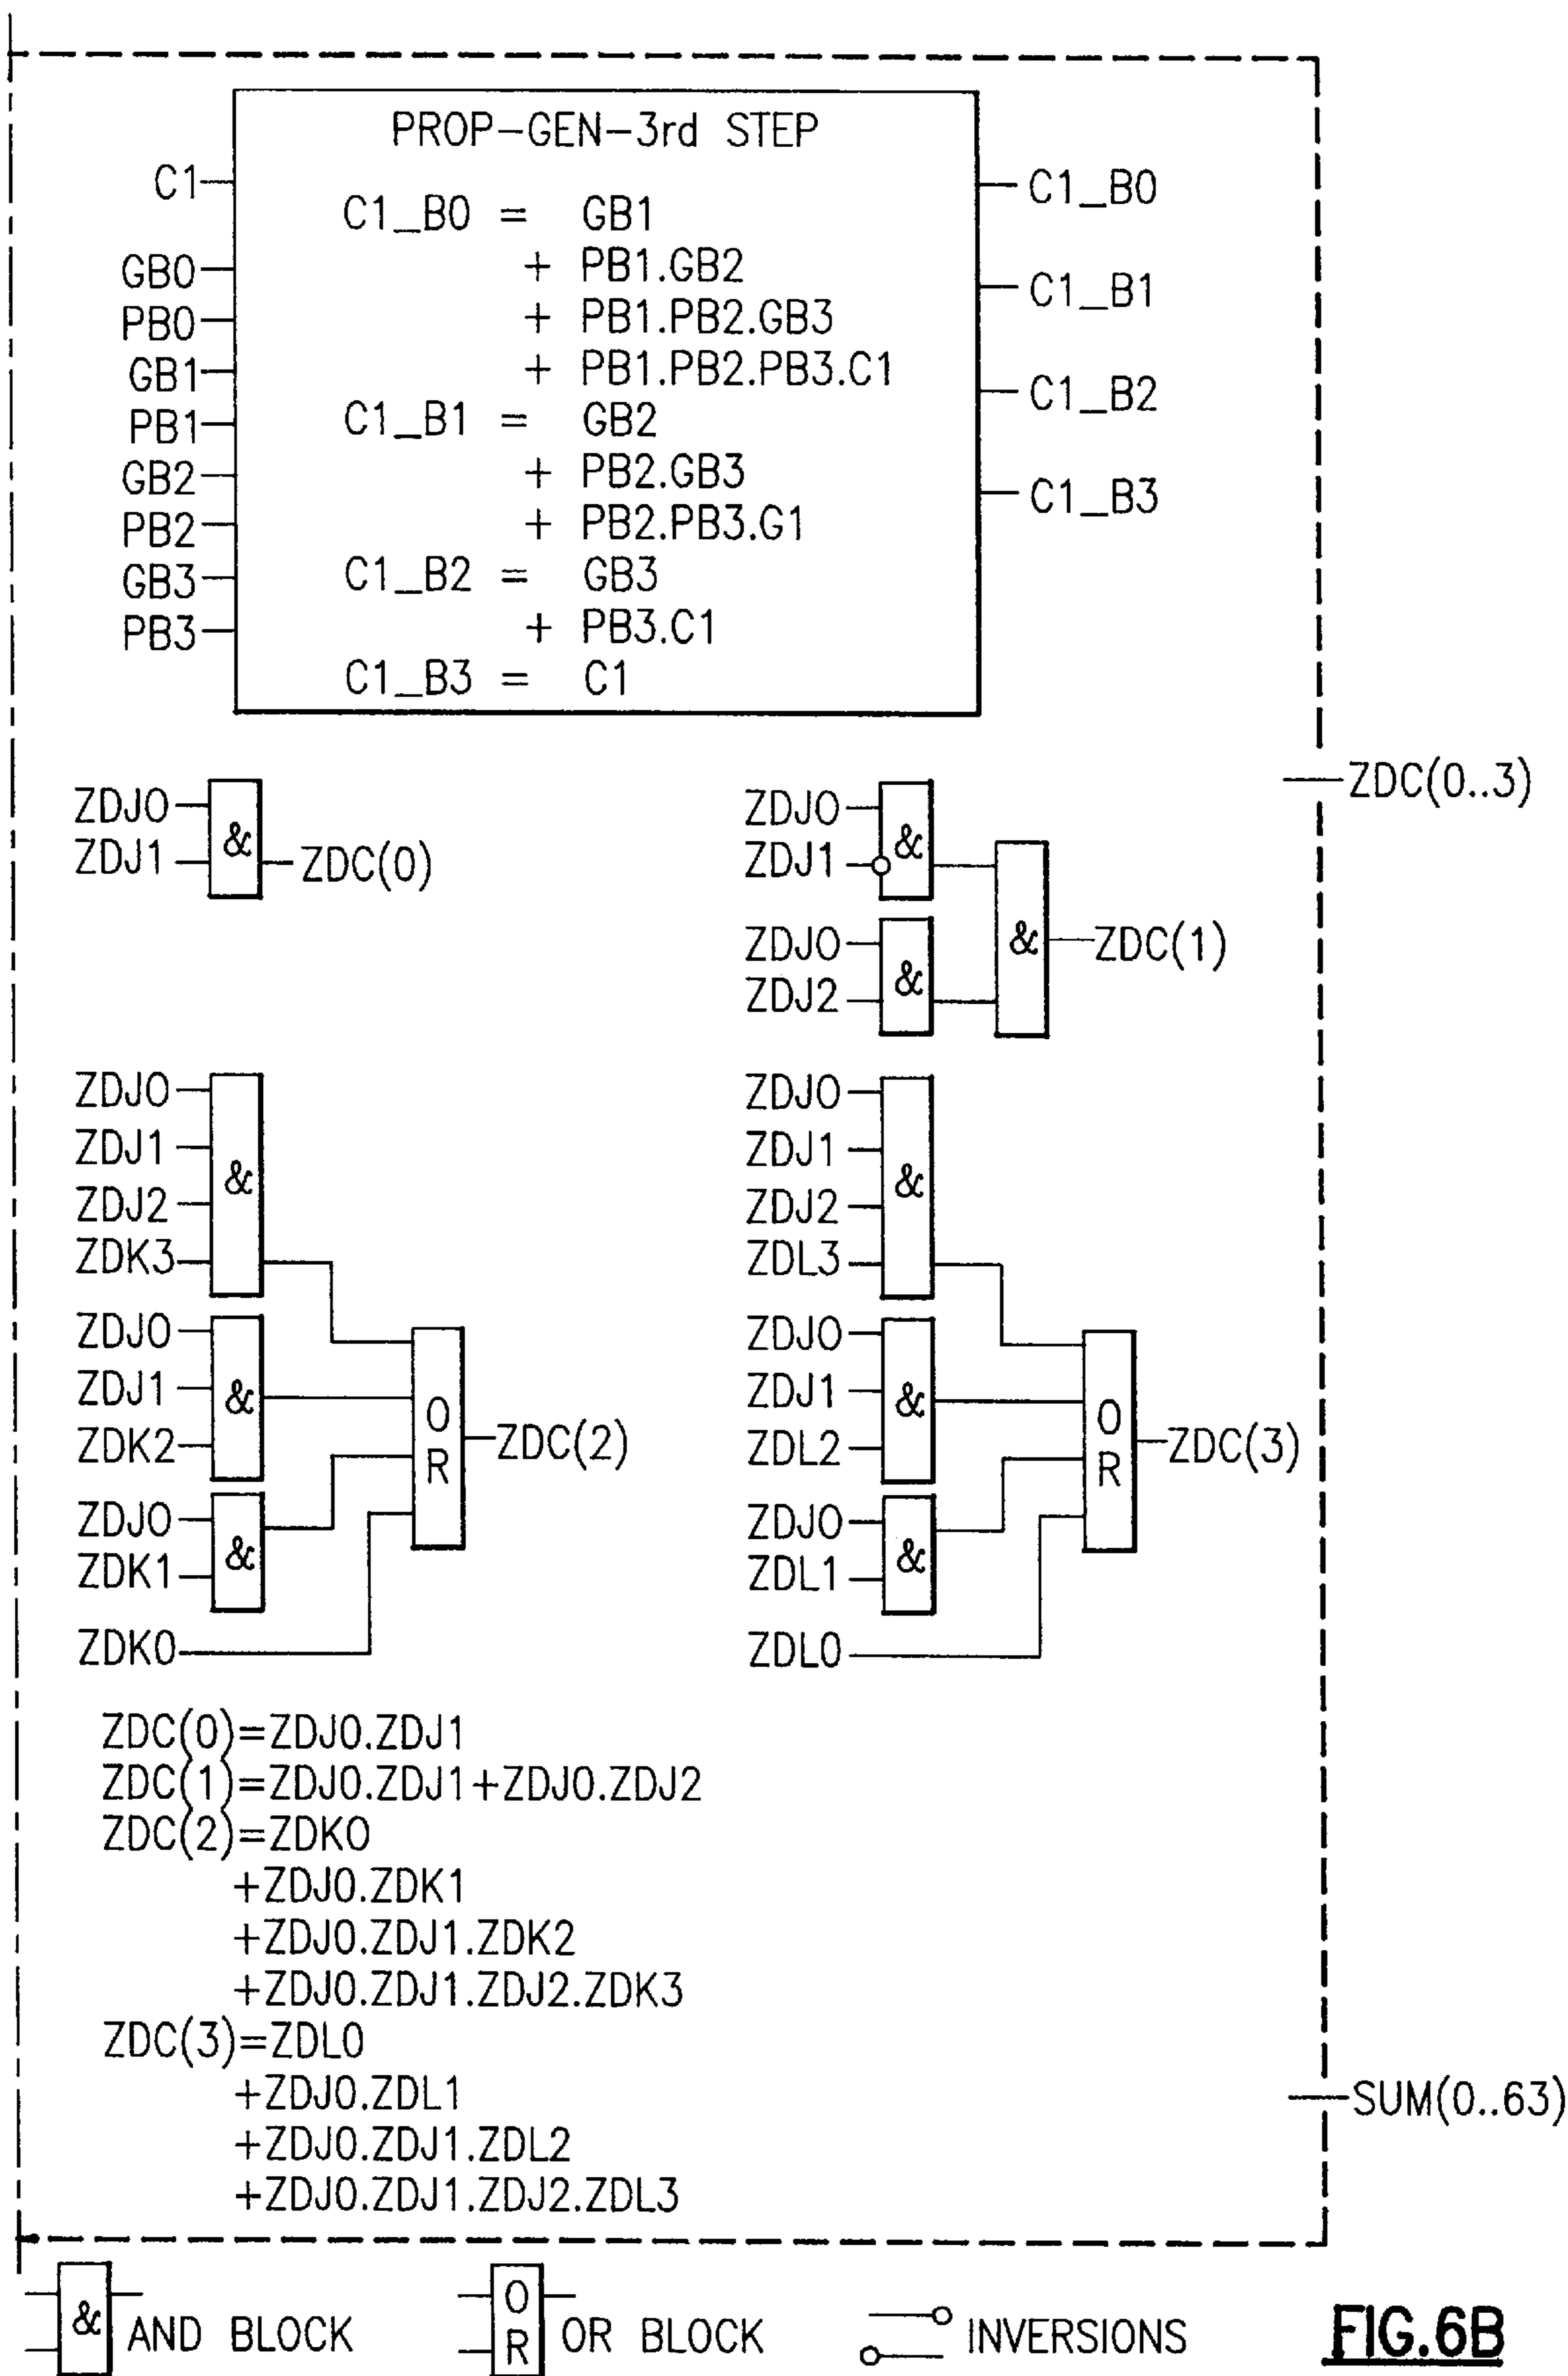 PROP-GEN-3rd STEP
C1
GB0
PB0
GB1
PB1
GB2
PB2
GB3
PB3
C1_B0 = GB1
+ PB1.GB2
+ PB1.PB2.GB3
+ PB1.PB2.PB3.C1
C1_B1 = GB2
+ PB2.GB3
+ PB2.PB3.G1
C1_B2 = GB3
+ PB3.C1
C1_B3 = C1
C1_B0
C1_B1
C1_B2
C1_B3
ZDC(0..3)
ZDJ0
ZDJ1
&
ZDC(0)
ZDJ0
ZDJ1
&
ZDJ0
ZDJ2
&
&
ZDC(1)
ZDJ0
ZDJ1
ZDJ2
ZDK3
&
ZDJ0
ZDJ1
ZDK2
&
ZDJ0
ZDK1
&
ZDK0
OR
ZDC(2)
ZDJ0
ZDJ1
ZDJ2
ZDL3
&
ZDJ0
ZDJ1
ZDL2
&
ZDJ0
ZDL1
&
ZDL0
OR
ZDC(3)
ZDC(0)=ZDJ0.ZDJ1
ZDC(1)=ZDJ0.ZDJ1+ZDJ0.ZDJ2
ZDC(2)=ZDK0
+ZDJ0.ZDK1
+ZDJ0.ZDJ1.ZDK2
+ZDJ0.ZDJ1.ZDJ2.ZDK3
ZDC(3)=ZDL0
+ZDJ0.ZDL1
+ZDJ0.ZDJ1.ZDL2
+ZDJ0.ZDJ1.ZDJ2.ZDL3
SUM(0..63)
& AND BLOCK
OR OR BLOCK
INVERSIONS
FIG.6B